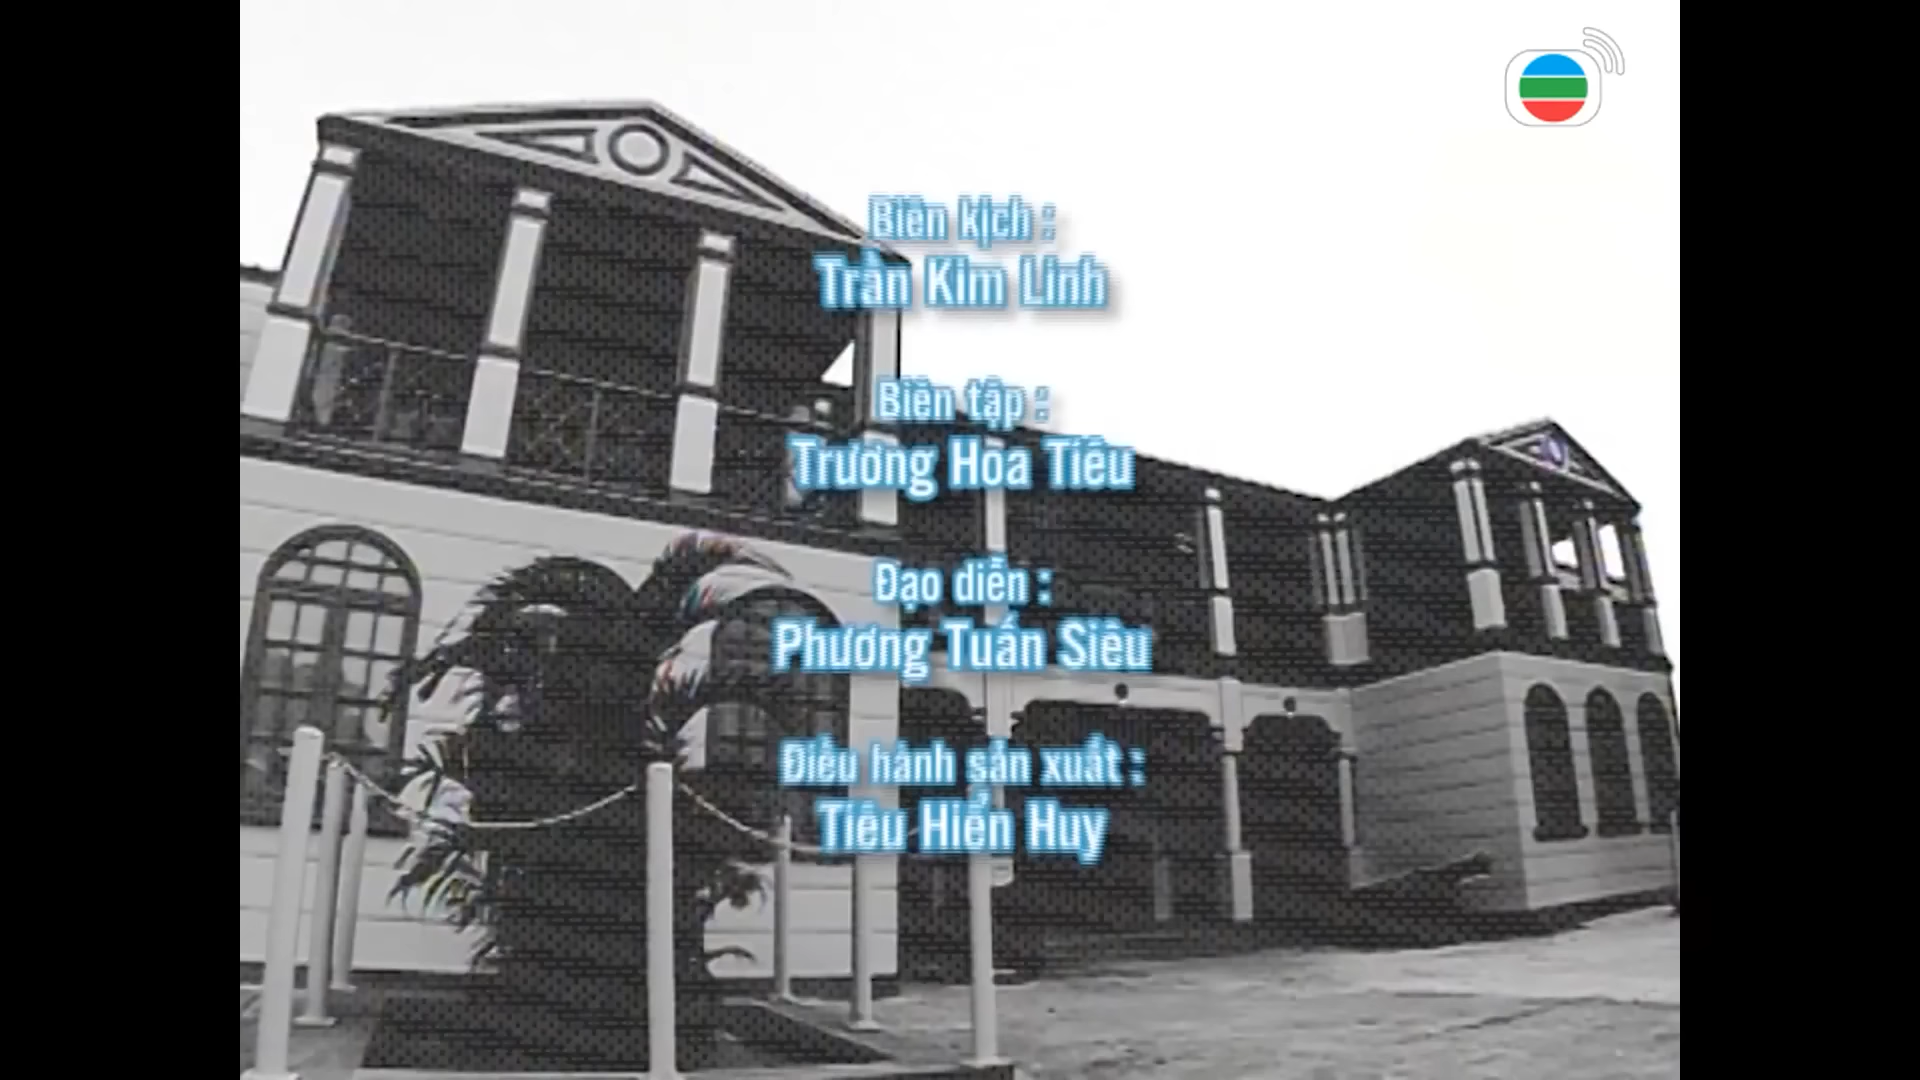 Biên kịch :
Trần Kim Linh
Biên tập :
Trương Hoa Tiêu
Đạo diễn :
Phương Tuấn Siêu
Điều hành sản xuất :
Tiêu Hiển Huy